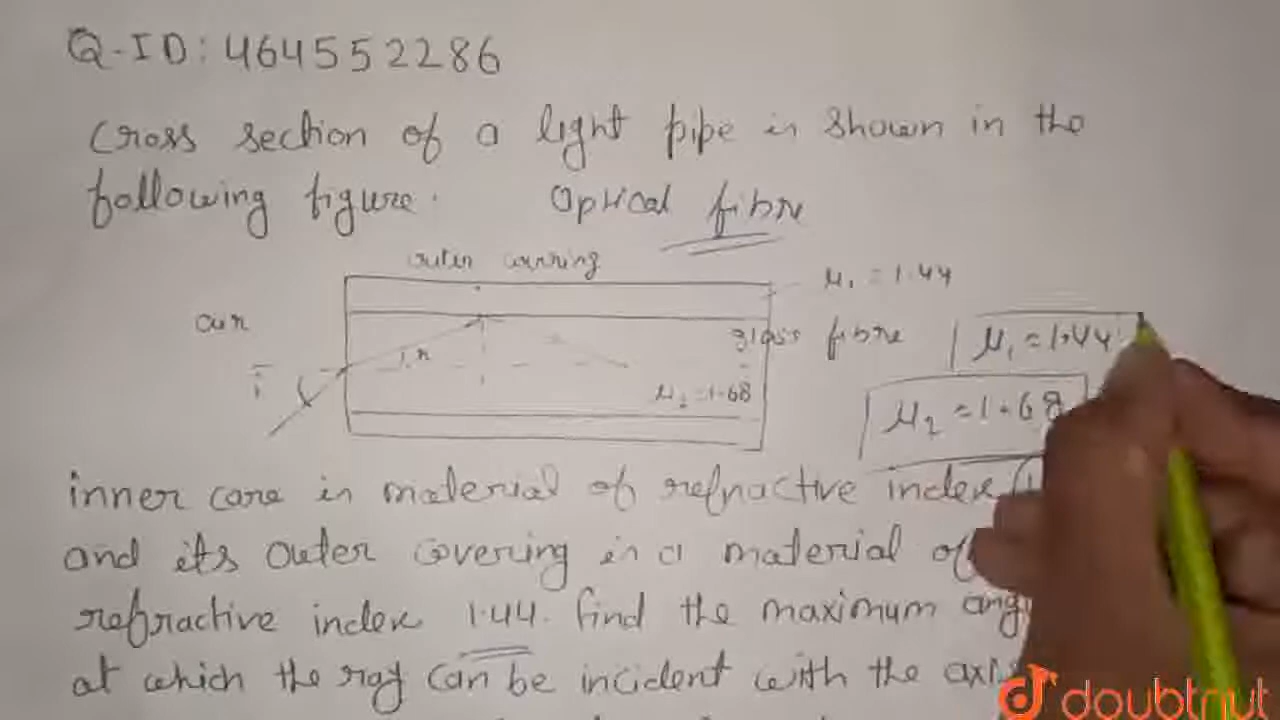 Q-ID: 464552286
Cross section of a light pipe is shown in the
following figure. Optical fibre
outer covering
μ₁ = 1.44
air
glass fibre
μ₁ = 1.44
r
i
μ₂ = 1.68
μ₂ = 1.68
inner core is material of refractive index
and its outer covering is a material of
refractive index 1.44. find the maximum
at which the ray can be incident with the axis
doubtnut